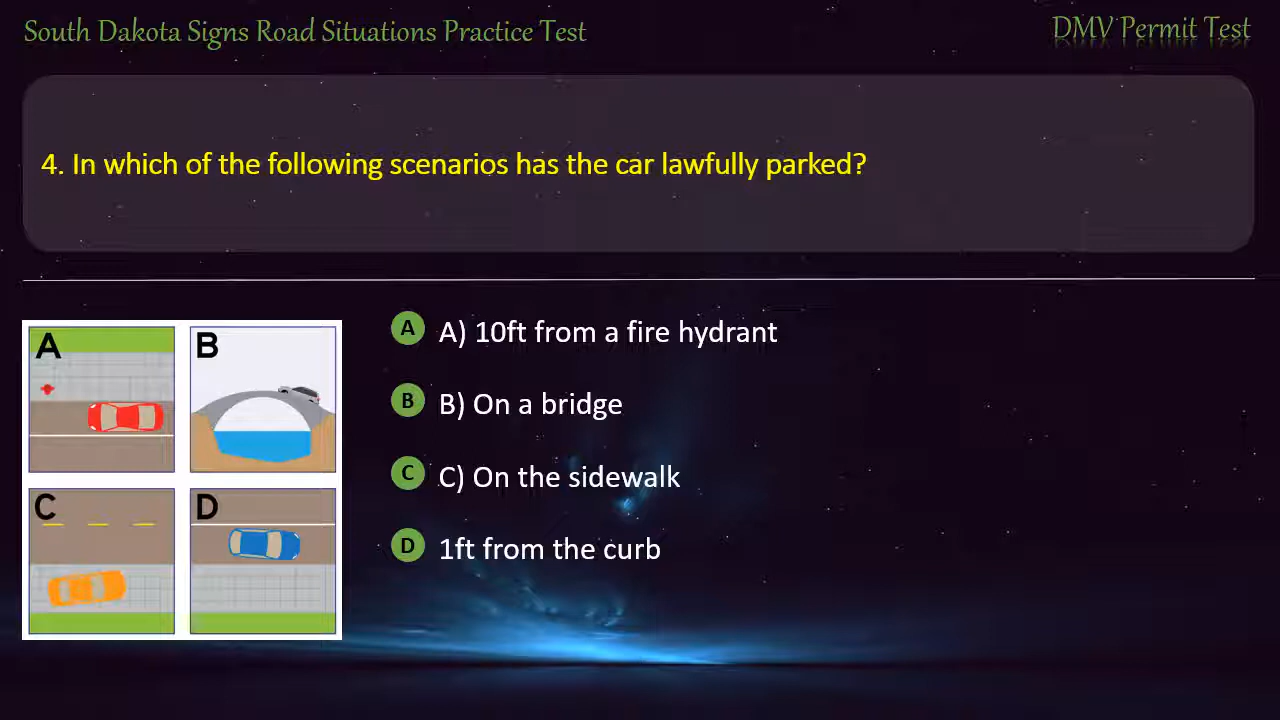 South Dakota Signs Road Situations Practice Test
DMV Permit Test
4. In which of the following scenarios has the car lawfully parked?
A
B
C
D
A A) 10ft from a fire hydrant
B B) On a bridge
C C) On the sidewalk
D 1ft from the curb